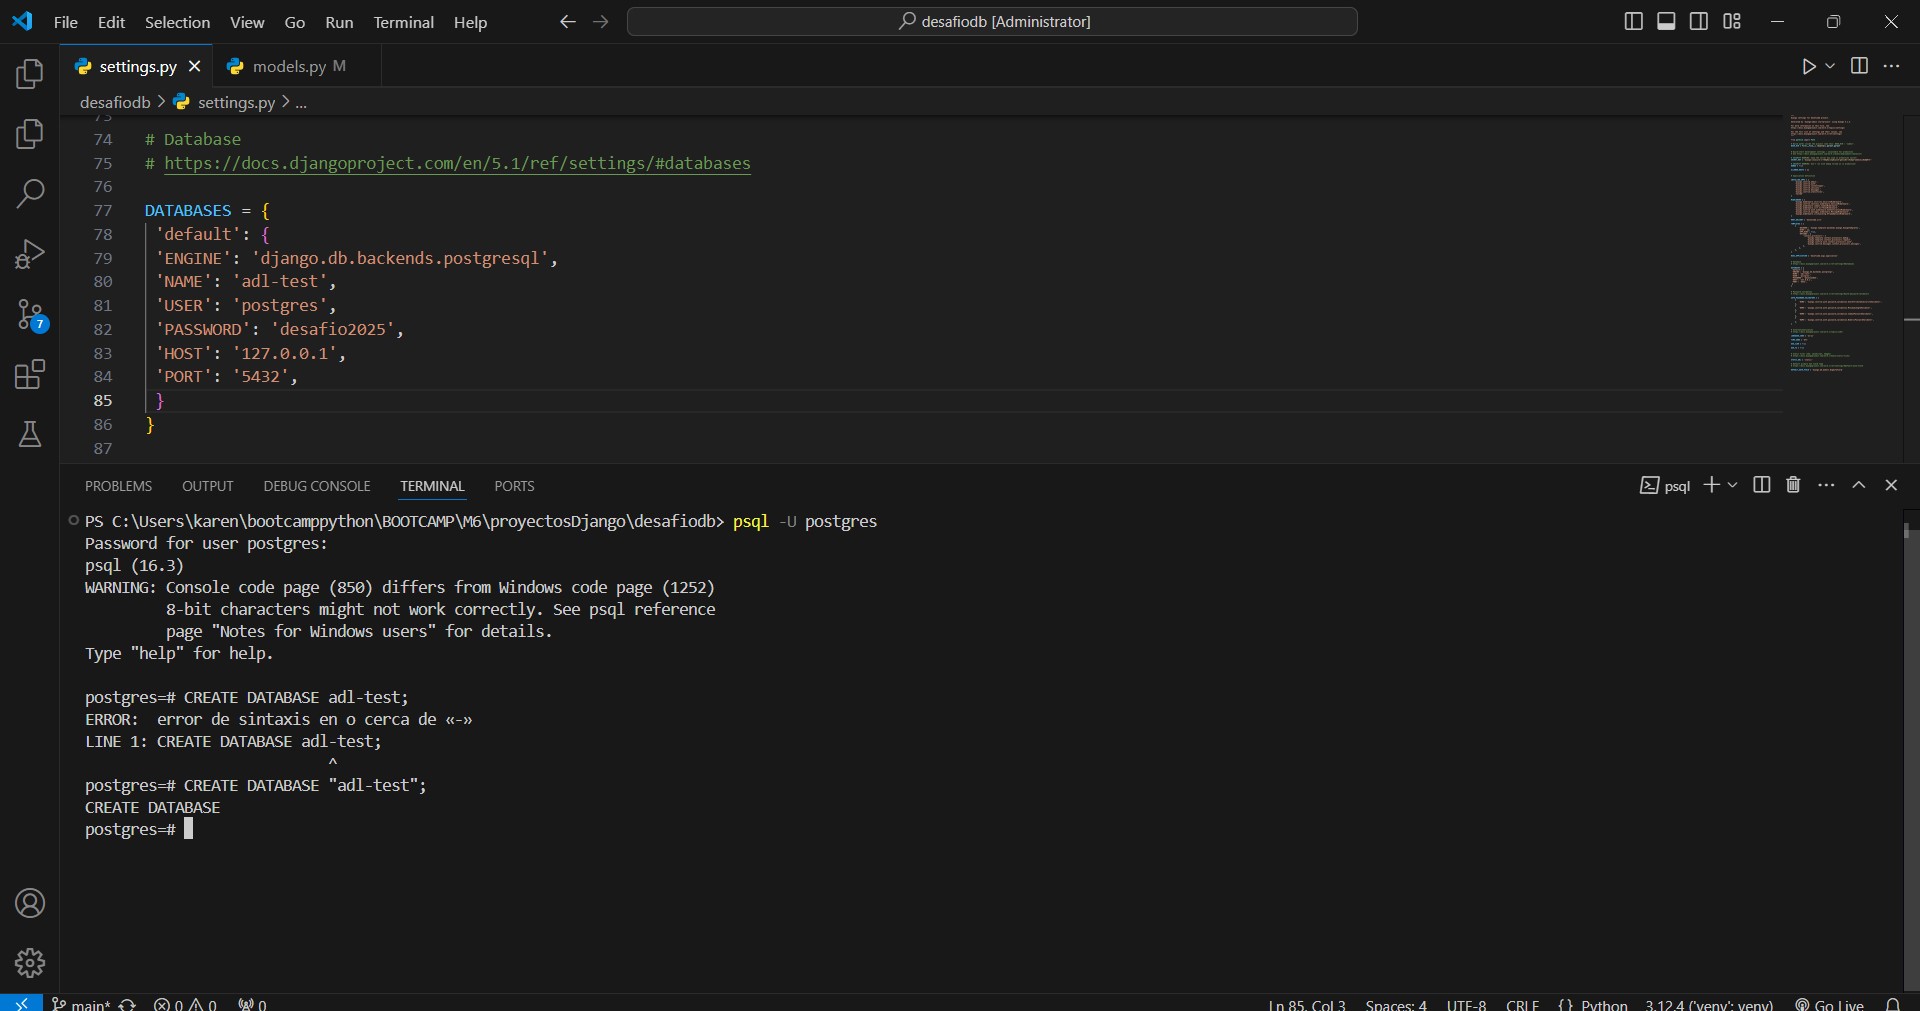 File Edit Selection View Go Run Terminal Help
desafiodb [Administrator]
settings.py
models.py M
desafiodb > settings.py > ...
73
74 # Database
75 # https://docs.djangoproject.com/en/5.1/ref/settings/#databases
76
77 DATABASES = {
78 'default': {
79 'ENGINE': 'django.db.backends.postgresql',
80 'NAME': 'adl-test',
81 'USER': 'postgres',
82 'PASSWORD': 'desafio2025',
83 'HOST': '127.0.0.1',
84 'PORT': '5432',
85 }
86 }
87
7
PROBLEMS OUTPUT DEBUG CONSOLE TERMINAL PORTS
psql
PS C:\Users\karen\bootcamppython\BOOTCAMP\M6\proyectosDjango\desafiodb> psql -U postgres
Password for user postgres:
psql (16.3)
WARNING: Console code page (850) differs from Windows code page (1252)
8-bit characters might not work correctly. See psql reference
page "Notes for Windows users" for details.
Type "help" for help.
postgres=# CREATE DATABASE adl-test;
ERROR:  error de sintaxis en o cerca de «-»
LINE 1: CREATE DATABASE adl-test;
^
postgres=# CREATE DATABASE "adl-test";
CREATE DATABASE
postgres=#
main* 0 0 0
Ln 85, Col 3 Spaces: 4 UTF-8 CRLF {} Python 3.12.4 ('venv': venv) Go Live